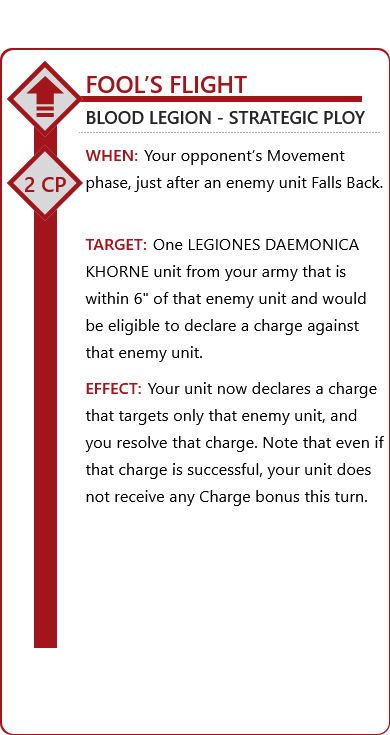 FOOL’S FLIGHT
BLOOD LEGION - STRATEGIC PLOY
2 CP
WHEN: Your opponent’s Movement
phase, just after an enemy unit Falls Back.
TARGET: One LEGIONES DAEMONICA
KHORNE unit from your army that is
within 6" of that enemy unit and would
be eligible to declare a charge against
that enemy unit.
EFFECT: Your unit now declares a charge
that targets only that enemy unit, and
you resolve that charge. Note that even if
that charge is successful, your unit does
not receive any Charge bonus this turn.